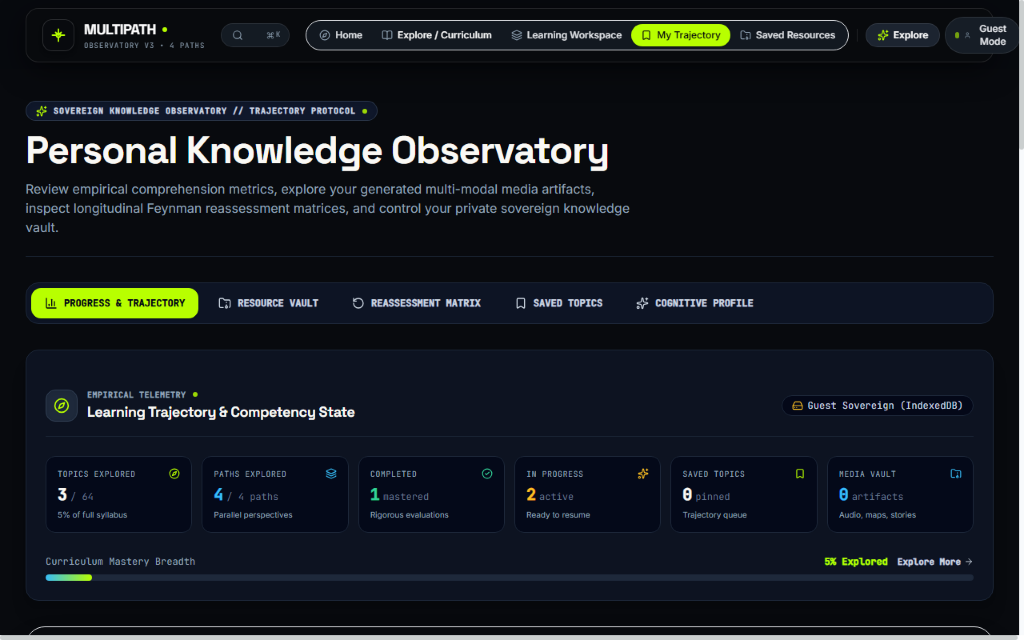 MULTIPATH
OBSERVATORY V3 • 4 PATHS
⌘K
Home
Explore / Curriculum
Learning Workspace
My Trajectory
Saved Resources
Explore
Guest
Mode
SOVEREIGN KNOWLEDGE OBSERVATORY // TRAJECTORY PROTOCOL
Personal Knowledge Observatory
Review empirical comprehension metrics, explore your generated multi-modal media artifacts,
inspect longitudinal Feynman reassessment matrices, and control your private sovereign knowledge
vault.
PROGRESS & TRAJECTORY
RESOURCE VAULT
REASSESSMENT MATRIX
SAVED TOPICS
COGNITIVE PROFILE
EMPIRICAL TELEMETRY
Learning Trajectory & Competency State
Guest Sovereign (IndexedDB)
TOPICS EXPLORED
3 / 64
5% of full syllabus
PATHS EXPLORED
4 / 4 paths
Parallel perspectives
COMPLETED
1 mastered
Rigorous evaluations
IN PROGRESS
2 active
Ready to resume
SAVED TOPICS
0 pinned
Trajectory queue
MEDIA VAULT
0 artifacts
Audio, maps, stories
Curriculum Mastery Breadth
5% Explored
Explore More →